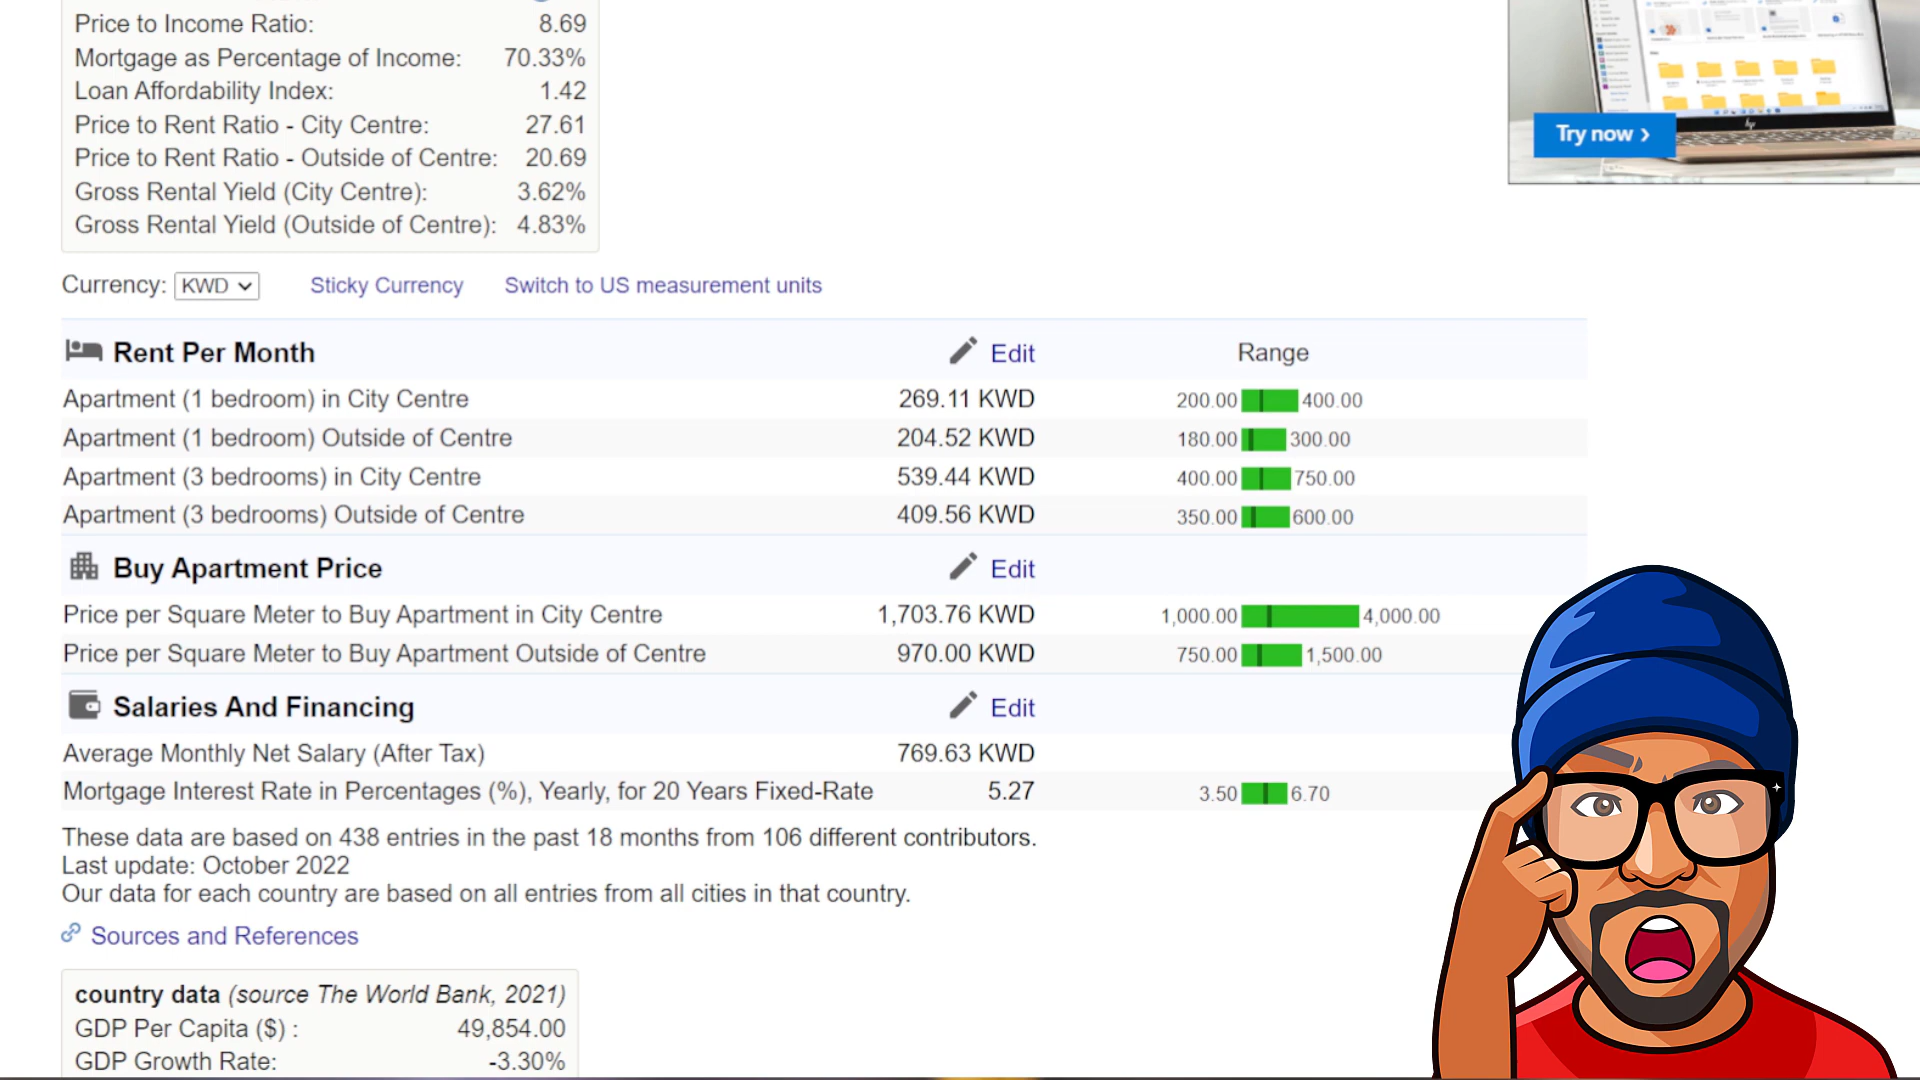 Price to Income Ratio: 8.69
Mortgage as Percentage of Income: 70.33%
Loan Affordability Index: 1.42
Price to Rent Ratio - City Centre: 27.61
Price to Rent Ratio - Outside of Centre: 20.69
Gross Rental Yield (City Centre): 3.62%
Gross Rental Yield (Outside of Centre): 4.83%
Try now ›
Currency: KWD Sticky Currency Switch to US measurement units
Rent Per Month Edit Range
Apartment (1 bedroom) in City Centre 269.11 KWD 200.00 400.00
Apartment (1 bedroom) Outside of Centre 204.52 KWD 180.00 300.00
Apartment (3 bedrooms) in City Centre 539.44 KWD 400.00 750.00
Apartment (3 bedrooms) Outside of Centre 409.56 KWD 350.00 600.00
Buy Apartment Price Edit
Price per Square Meter to Buy Apartment in City Centre 1,703.76 KWD 1,000.00 4,000.00
Price per Square Meter to Buy Apartment Outside of Centre 970.00 KWD 750.00 1,500.00
Salaries And Financing Edit
Average Monthly Net Salary (After Tax) 769.63 KWD
Mortgage Interest Rate in Percentages (%), Yearly, for 20 Years Fixed-Rate 5.27 3.50 6.70
These data are based on 438 entries in the past 18 months from 106 different contributors.
Last update: October 2022
Our data for each country are based on all entries from all cities in that country.
Sources and References
country data (source The World Bank, 2021)
GDP Per Capita ($) : 49,854.00
GDP Growth Rate: -3.30%